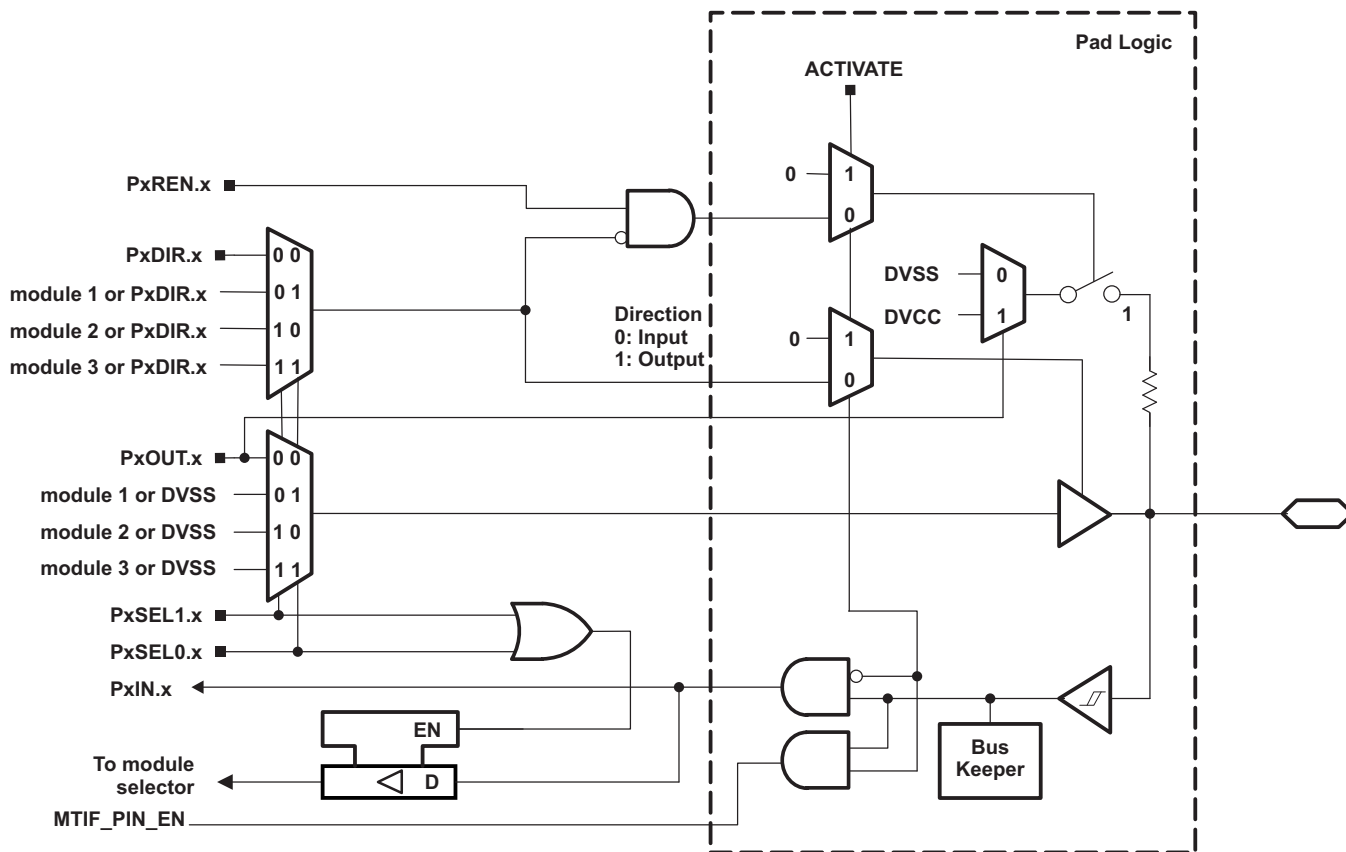 Pad Logic
ACTIVATE
PxREN.x
0
1
0
PxDIR.x
0 0
module 1 or PxDIR.x
0 1
module 2 or PxDIR.x
1 0
module 3 or PxDIR.x
1 1
Direction
0: Input
1: Output
0
1
0
DVSS
0
DVCC
1
1
PxOUT.x
0 0
module 1 or DVSS
0 1
module 2 or DVSS
1 0
module 3 or DVSS
1 1
PxSEL1.x
PxSEL0.x
PxIN.x
EN
To module
selector
D
Bus
Keeper
MTIF_PIN_EN